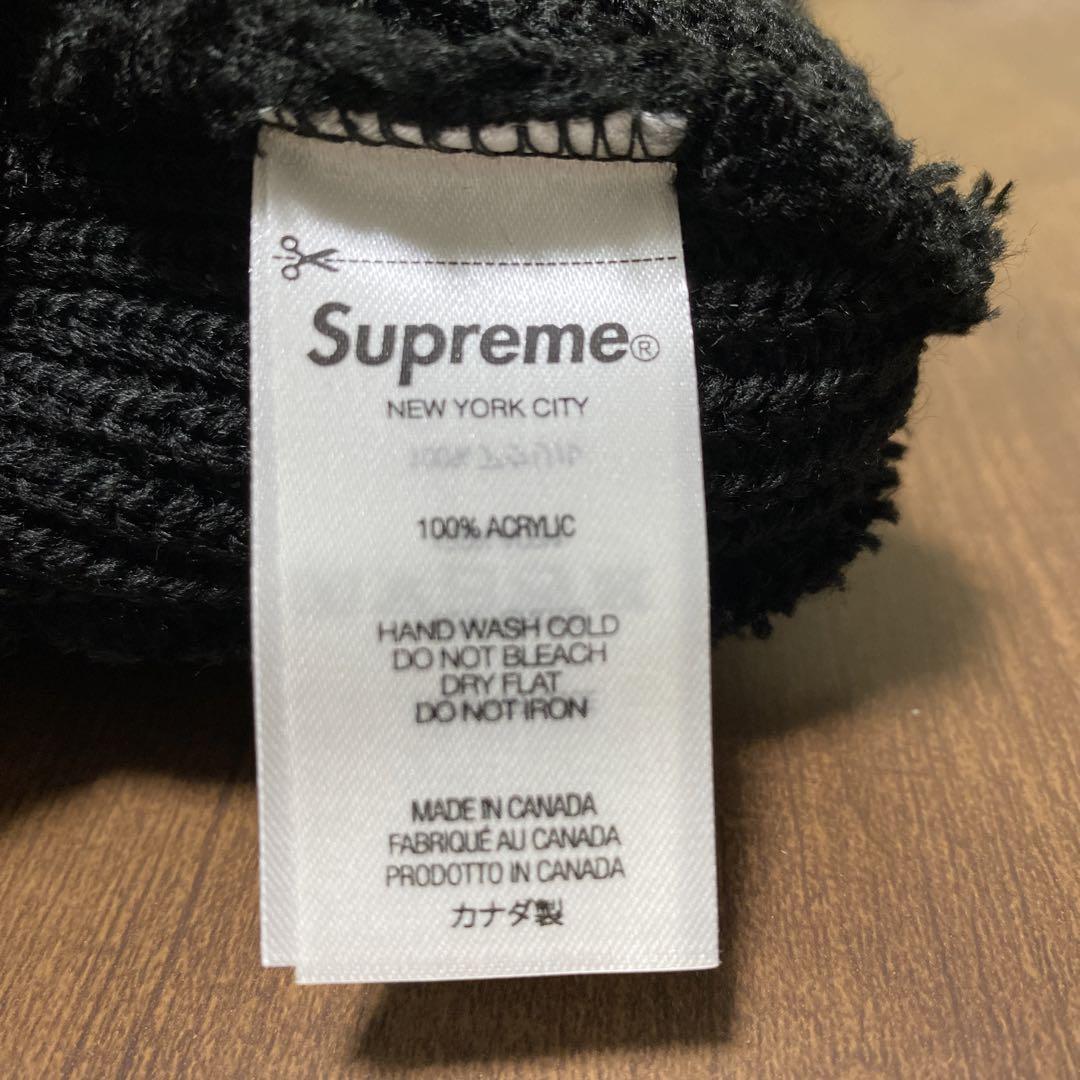 Supreme®
NEW YORK CITY
100% ACRYLIC
HAND WASH COLD
DO NOT BLEACH
DRY FLAT
DO NOT IRON
MADE IN CANADA
FABRIQUÉ AU CANADA
PRODOTTO IN CANADA
カナダ製